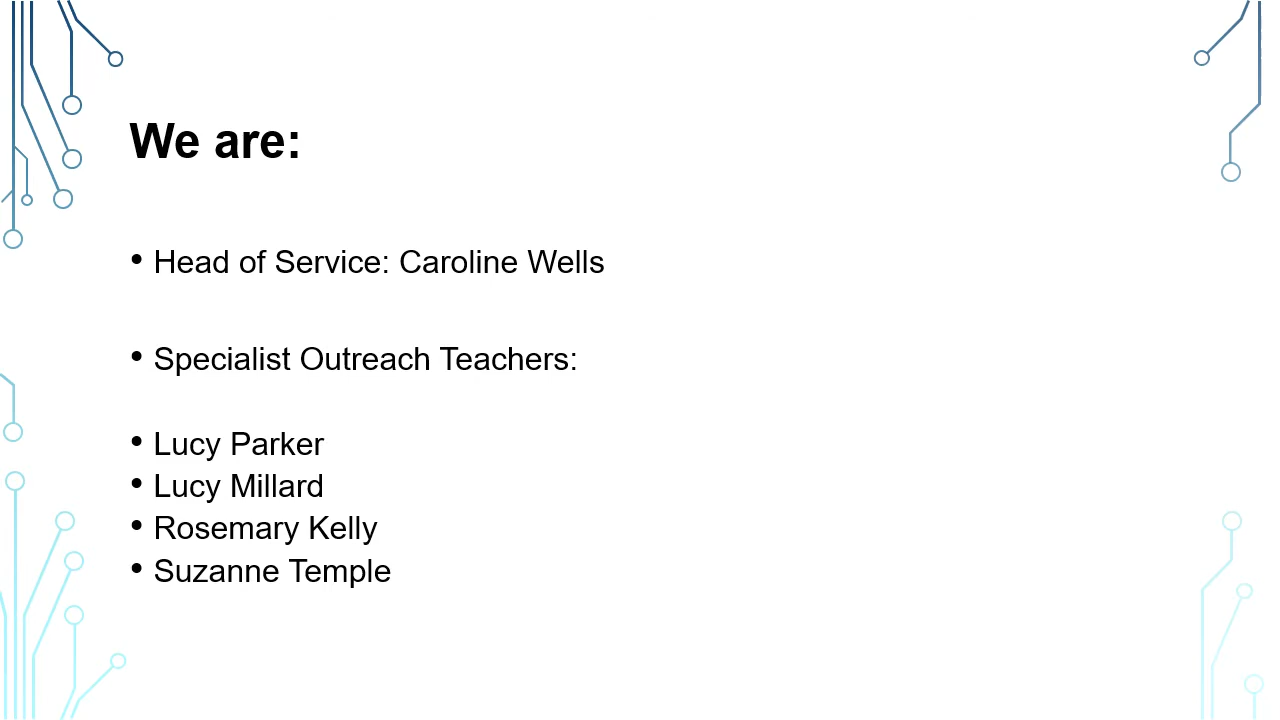 We are:
• Head of Service: Caroline Wells
• Specialist Outreach Teachers:
• Lucy Parker
• Lucy Millard
• Rosemary Kelly
• Suzanne Temple